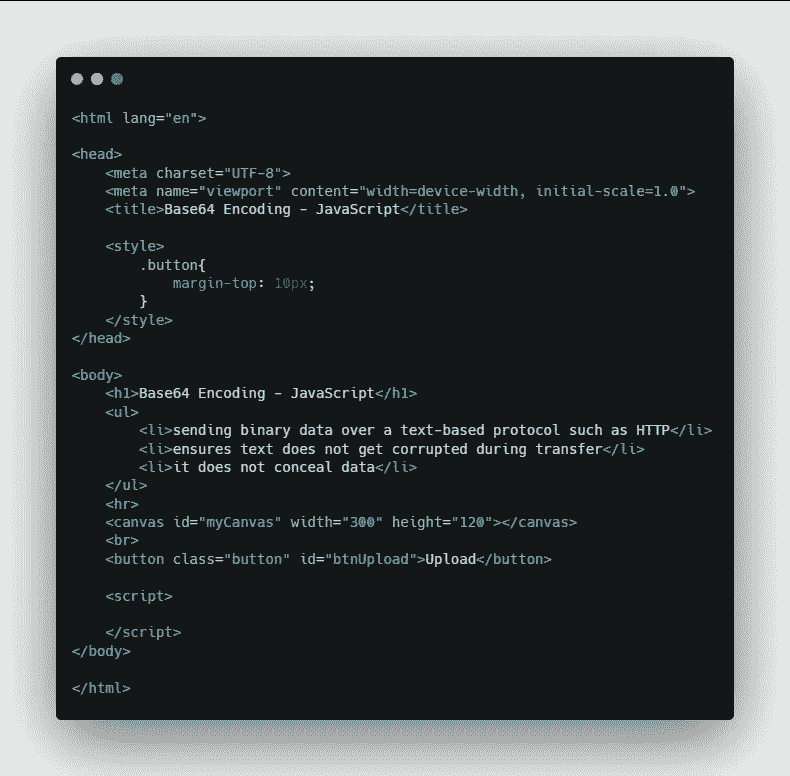 <html lang="en">
<head>
<meta charset="UTF-8">
<meta name="viewport" content="width=device-width, initial-scale=1.0">
<title>Base64 Encoding - JavaScript</title>
<style>
.button{
margin-top: 10px;
}
</style>
</head>
<body>
<h1>Base64 Encoding - JavaScript</h1>
<ul>
<li>sending binary data over a text-based protocol such as HTTP</li>
<li>ensures text does not get corrupted during transfer</li>
<li>it does not conceal data</li>
</ul>
<hr>
<canvas id="myCanvas" width="300" height="120"></canvas>
<br>
<button class="button" id="btnUpload">Upload</button>
<script>
</script>
</body>
</html>